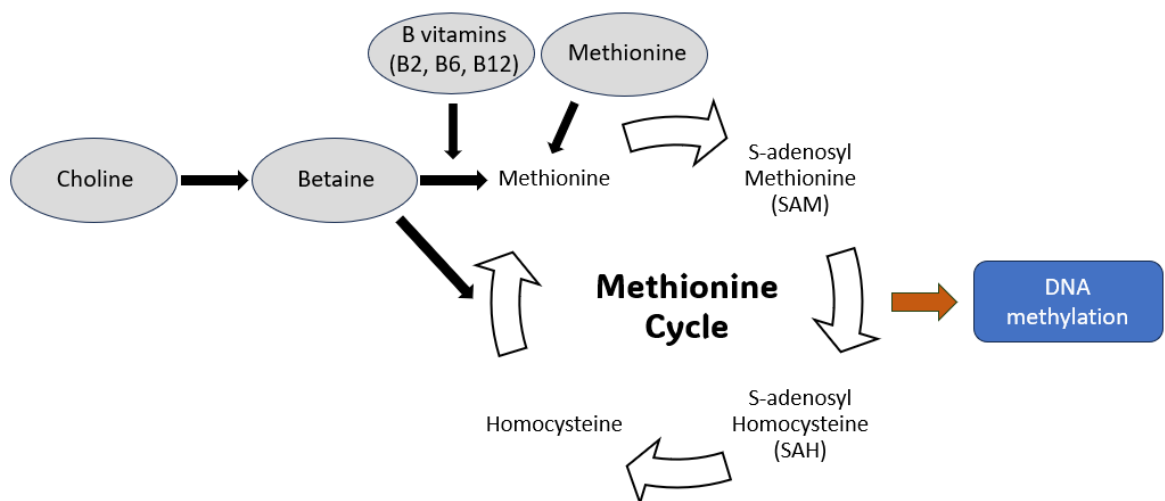 B vitamins
(B2, B6, B12)
Methionine
Choline
Betaine
Methionine
S-adenosyl
Methionine
(SAM)
Methionine
Cycle
DNA
methylation
Homocysteine
S-adenosyl
Homocysteine
(SAH)